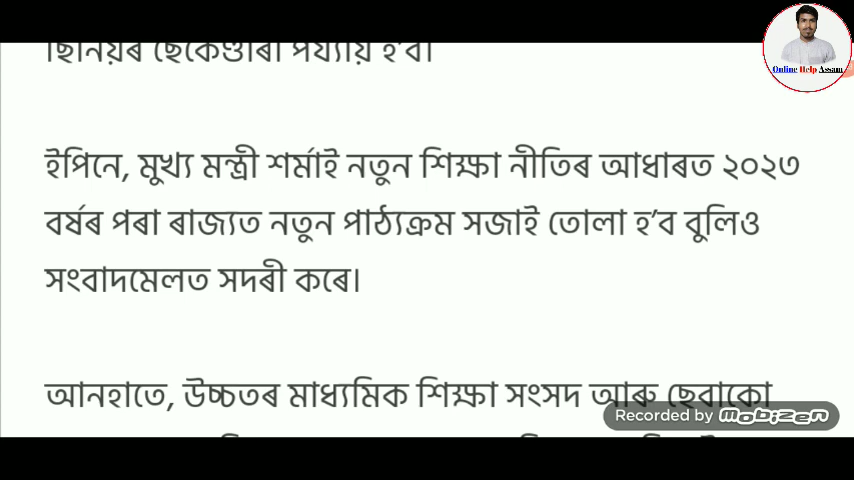 Online Help Assam
ছিনিয়ৰ ছেকেণ্ডাৰী পৰ্য্যায় হ'ব।
ইপিনে, মুখ্য মন্ত্ৰী শৰ্মাই নতুন শিক্ষা নীতিৰ আধাৰত ২০২৩
বৰ্ষৰ পৰা ৰাজ্যত নতুন পাঠ্যক্ৰম সজাই তোলা হ’ব বুলিও
সংবাদমেলত সদৰী কৰে।
আনহাতে, উচ্চতৰ মাধ্যমিক শিক্ষা সংসদ আৰু ছেবাকো
Recorded by mobizen